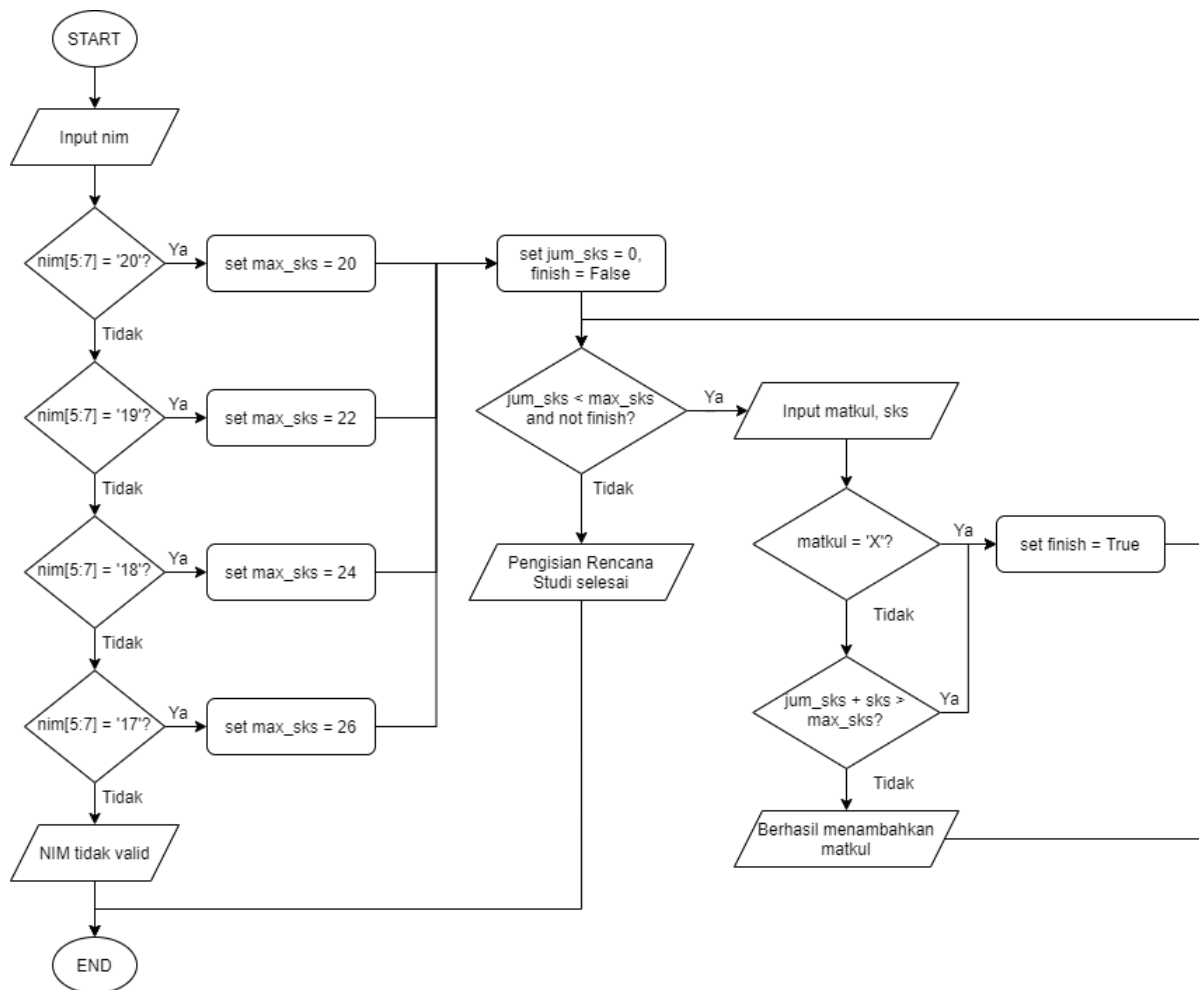 START
Input nim
nim[5:7] = '20'?
Ya
set max_sks = 20
Tidak
nim[5:7] = '19'?
Ya
set max_sks = 22
Tidak
nim[5:7] = '18'?
Ya
set max_sks = 24
Tidak
nim[5:7] = '17'?
Ya
set max_sks = 26
Tidak
NIM tidak valid
END
set jum_sks = 0,
finish = False
jum_sks < max_sks
and not finish?
Ya
Tidak
Pengisian Rencana
Studi selesai
Input matkul, sks
matkul = 'X'?
Ya
set finish = True
Tidak
jum_sks + sks >
max_sks?
Ya
Tidak
Berhasil menambahkan
matkul